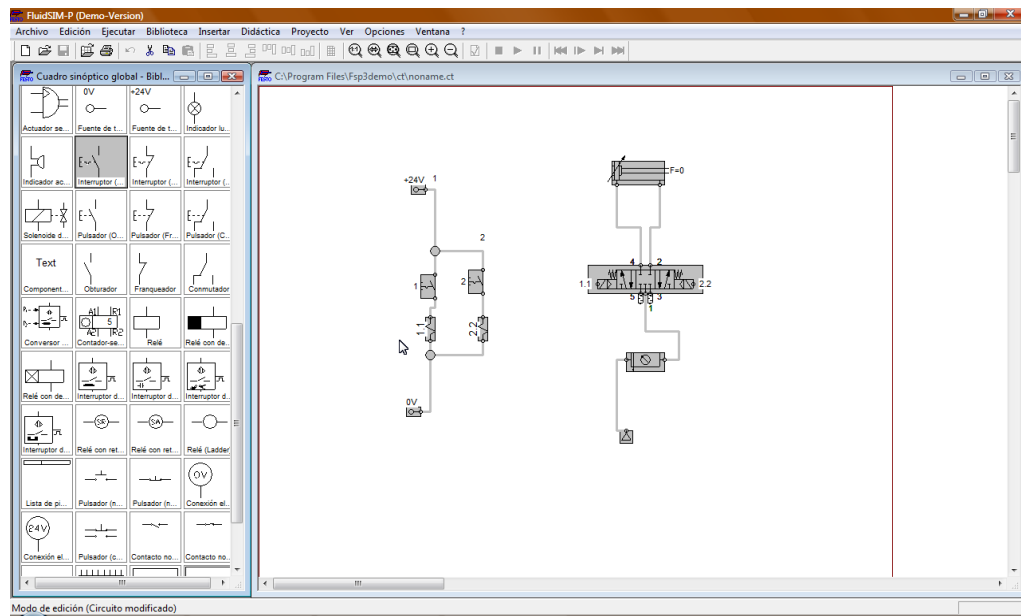 FluidSIM-P (Demo-Version)
Archivo Edición Ejecutar Biblioteca Insertar Didáctica Proyecto Ver Opciones Ventana ?
Cuadro sinóptico global - Bibl...
C:\Program Files\Fsp3demo\ct\noname.ct
0V +24V
Actuador se... Fuente de t... Fuente de t... Indicador lu...
Indicador ac... Interruptor (... Interruptor (... Interruptor (...
Solenoide d... Pulsador (O... Pulsador (Fr... Pulsador (C...
Text
Component... Obturador Franqueador Conmutador
A1 R1
5
A2 R2
Conversor ... Contador-se... Relé Relé con de...
Relé con de... Interruptor d... Interruptor d... Interruptor d...
Interruptor d... Relé con ret... Relé con ret... Relé (Ladder
0V
Lista de pi... Pulsador (n... Pulsador (n... Conexión el...
24V
Conexión el... Pulsador (c... Contacto no... Contacto no...
+24V 1
2
1 2
1.1 2.2
0V
F=0
4 2
1.1 2.2
5 3
1
Modo de edición (Circuito modificado)